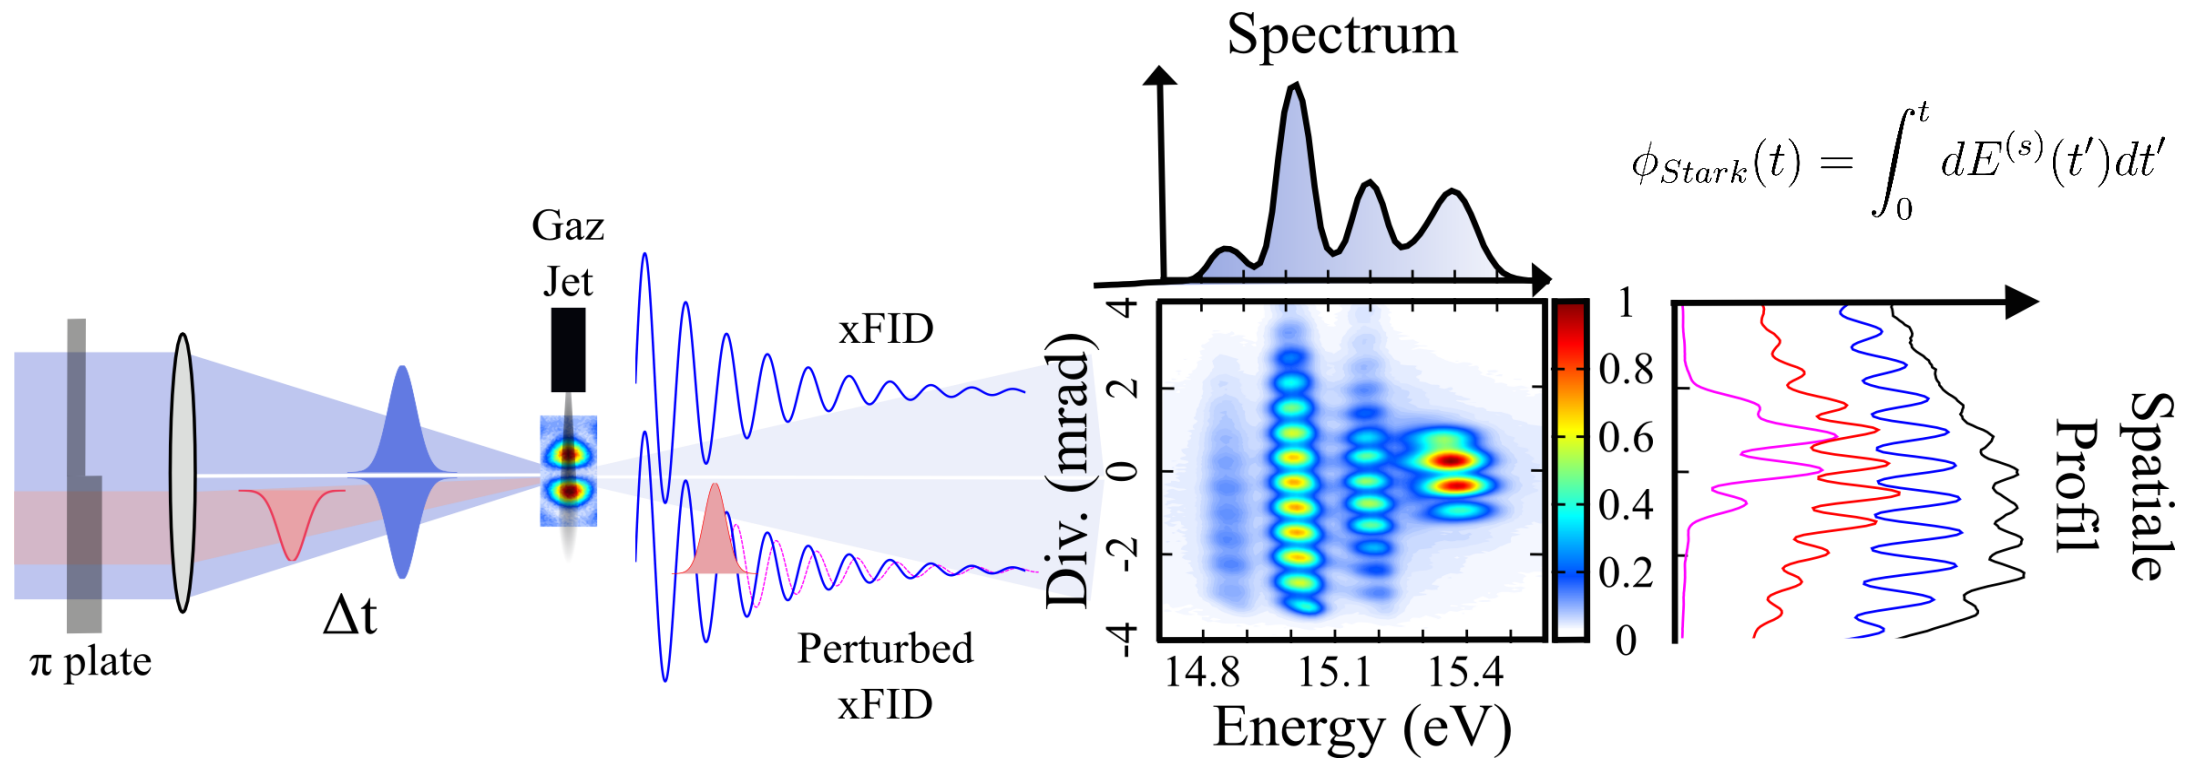 π plate
Δt
Gaz
Jet
xFID
Perturbed
xFID
Spectrum
Div. (mrad)
4
2
0
-2
-4
14.8 15.1 15.4
Energy (eV)
1
0.8
0.6
0.4
0.2
0
ϕ_{Stark}(t) = ∫_0^t dE^{(s)}(t′)dt′
Spatiale
Profil